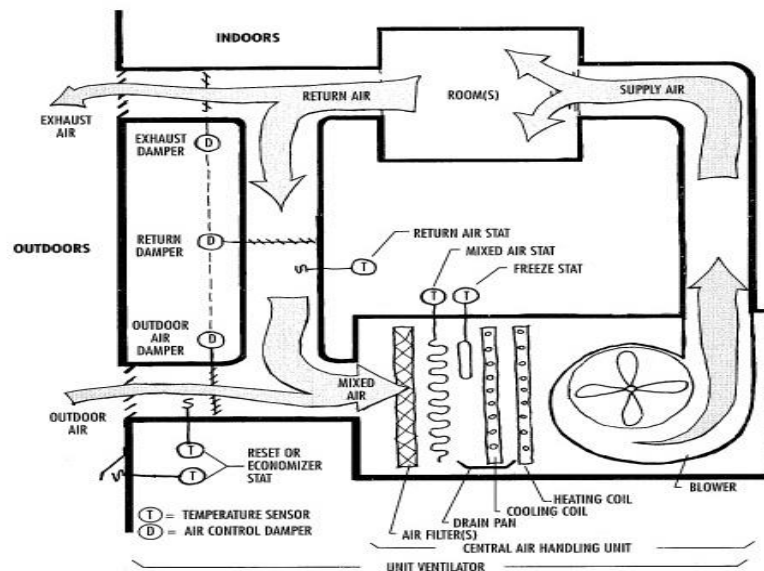 INDOORS
RETURN AIR
ROOM(S)
SUPPLY AIR
EXHAUST
AIR
EXHAUST
DAMPER
D
OUTDOORS
RETURN
DAMPER
D
RETURN AIR STAT
T
MIXED AIR STAT
T
FREEZE STAT
T
OUTDOOR
AIR
DAMPER
D
MIXED
AIR
OUTDOOR
AIR
T
T
RESET OR
ECONOMIZER
STAT
BLOWER
HEATING COIL
COOLING COIL
DRAIN PAN
AIR FILTER(S)
T = TEMPERATURE SENSOR
D = AIR CONTROL DAMPER
CENTRAL AIR HANDLING UNIT
UNIT VENTILATOR